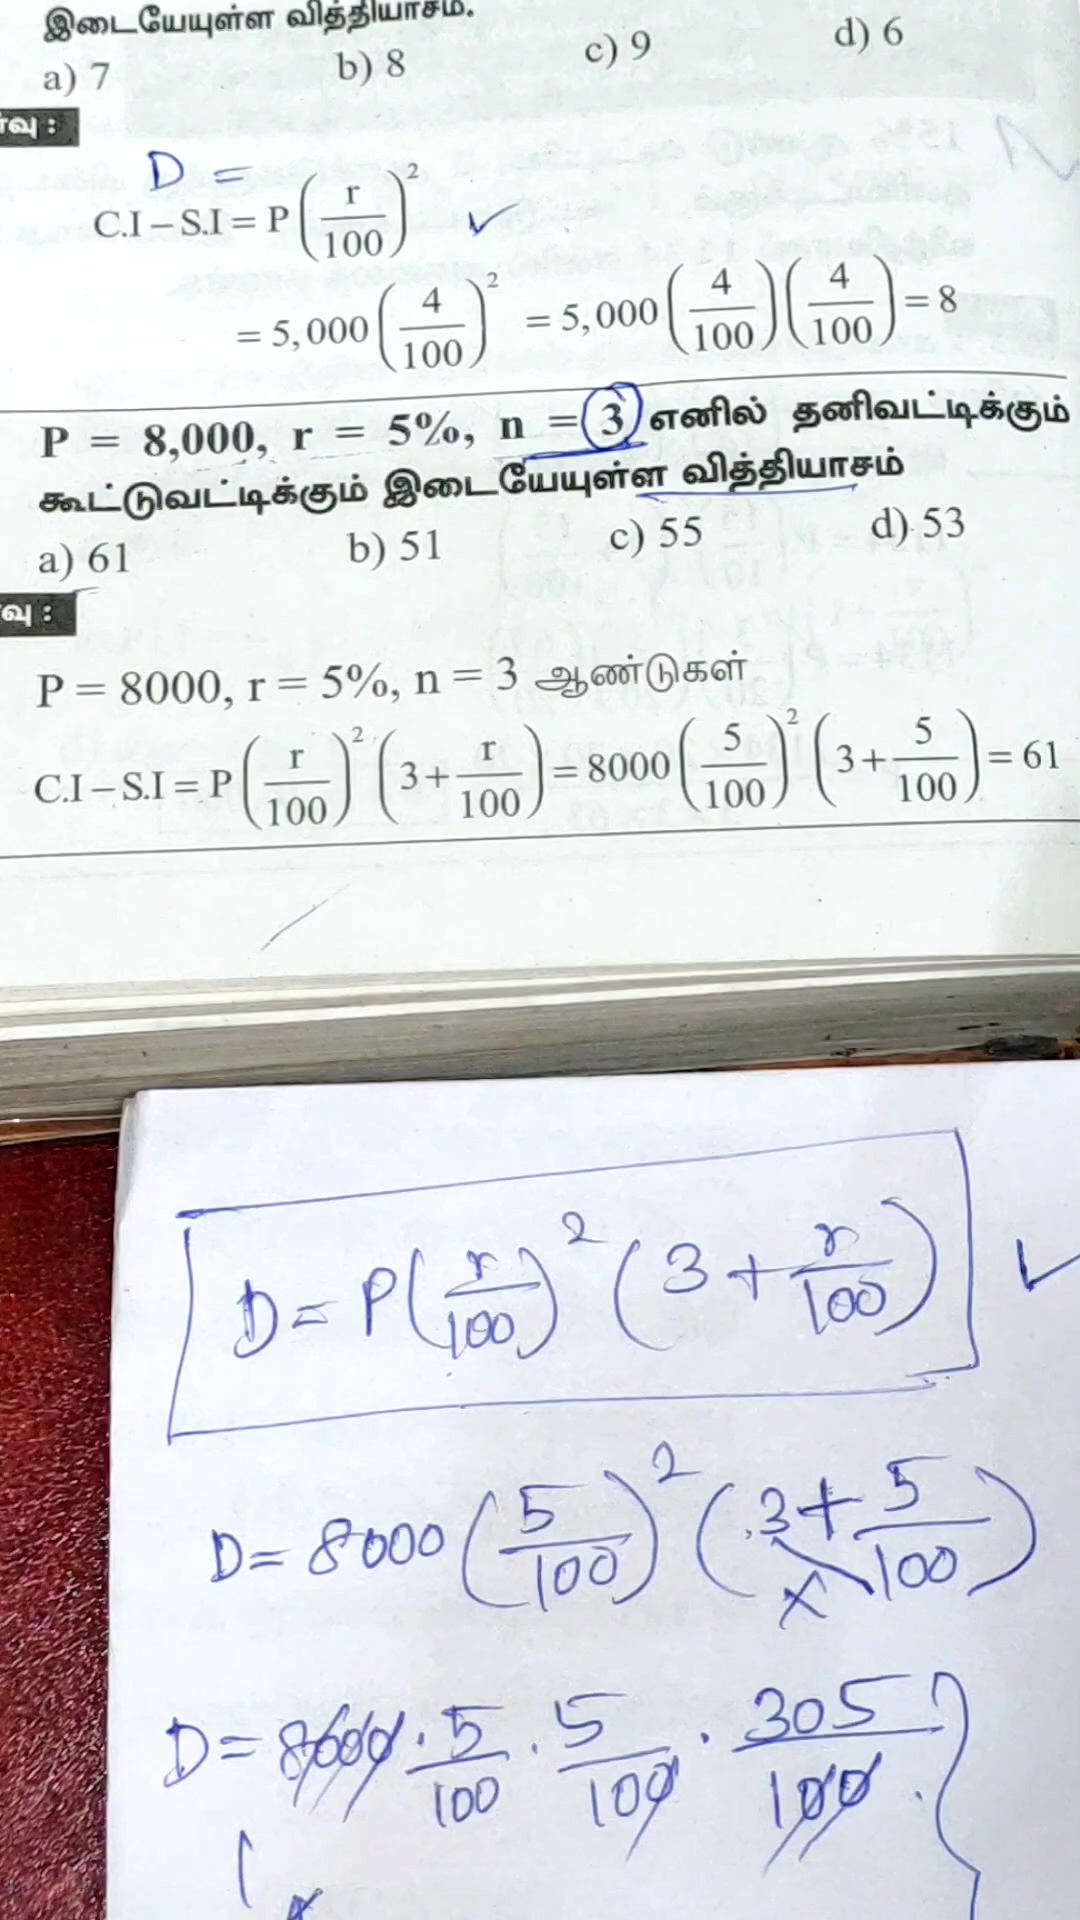 இடையேயுள்ள வித்தியாசம்.
a) 7 b) 8 c) 9 d) 6
வு :
D =
C.I – S.I = P(r/100)² ✓
= 5,000(4/100)² = 5,000(4/100)(4/100) = 8
P = 8,000, r = 5%, n = 3 எனில் தனிவட்டிக்கும்
கூட்டுவட்டிக்கும் இடையேயுள்ள வித்தியாசம்
a) 61 b) 51 c) 55 d) 53
வு :
P = 8000, r = 5%, n = 3 ஆண்டுகள்
C.I – S.I = P(r/100)²(3+r/100) = 8000(5/100)²(3+5/100) = 61
D = P(r/100)²(3+r/100) ✓
D = 8000(5/100)²(3+5/100)
x
D = 8000 . 5/100 . 5/100 . 305/100